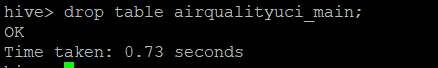 hive> drop table airqualityuci_main;
OK
Time taken: 0.73 seconds